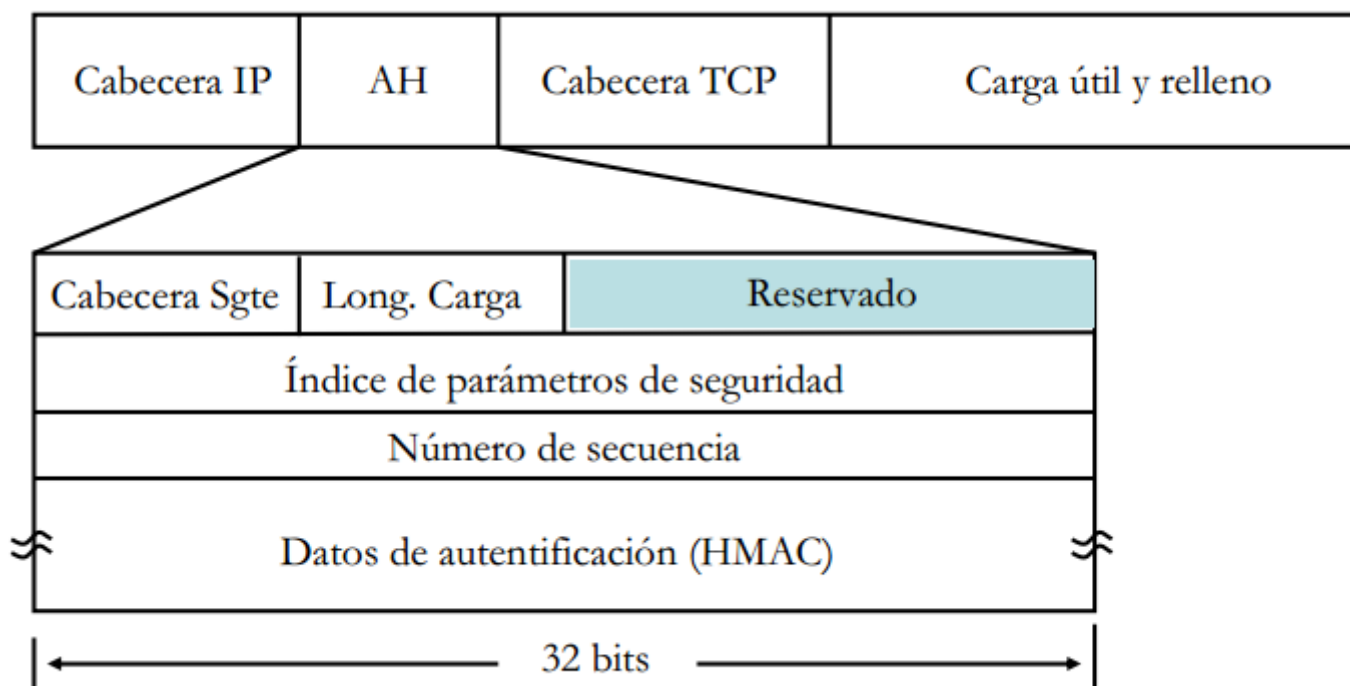 Cabecera IP AH Cabecera TCP Carga útil y relleno
Cabecera Sgte Long. Carga Reservado
Índice de parámetros de seguridad
Número de secuencia
Datos de autentificación (HMAC)
32 bits